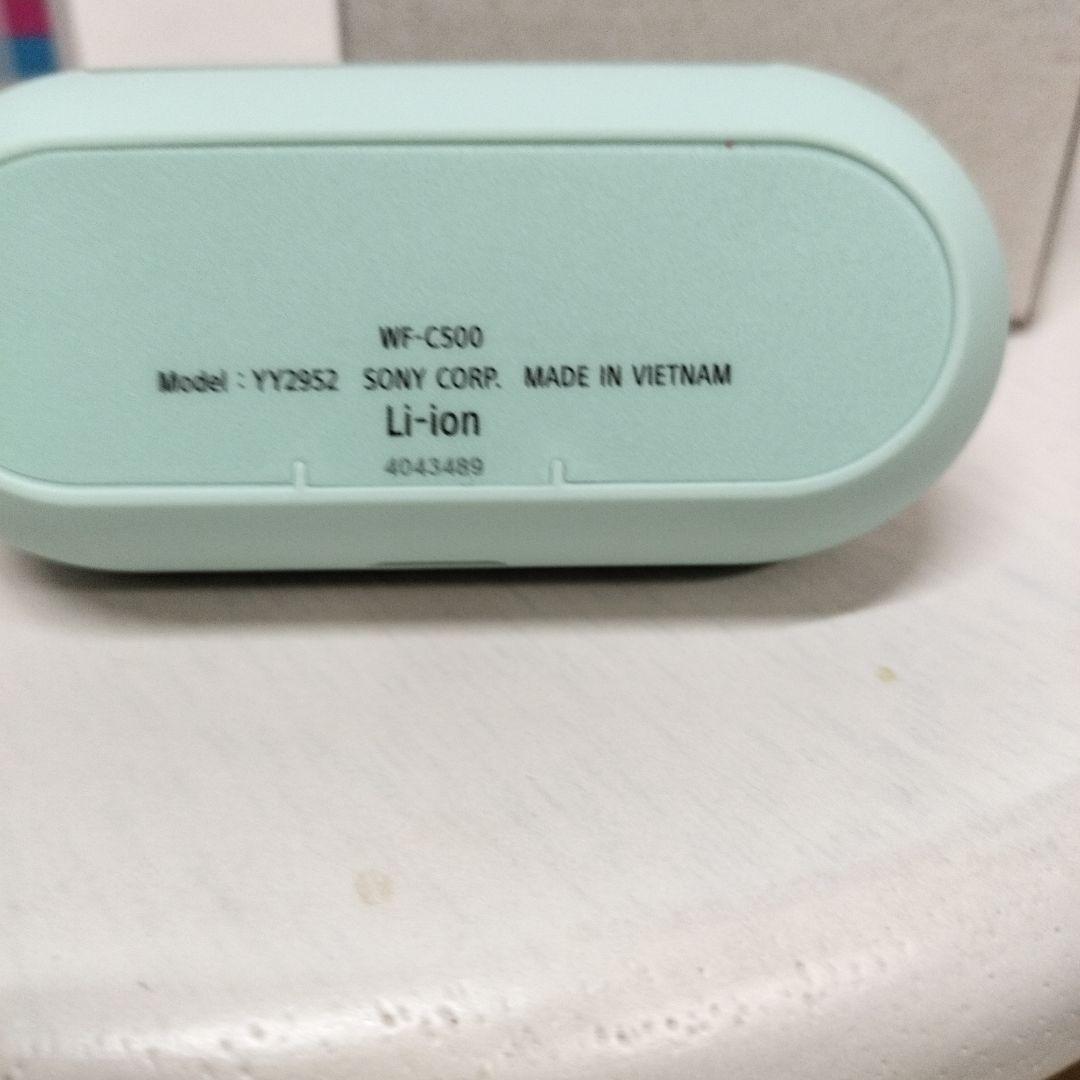 WF-C500
Model : YY2952 SONY CORP. MADE IN VIETNAM
Li-ion
4043489